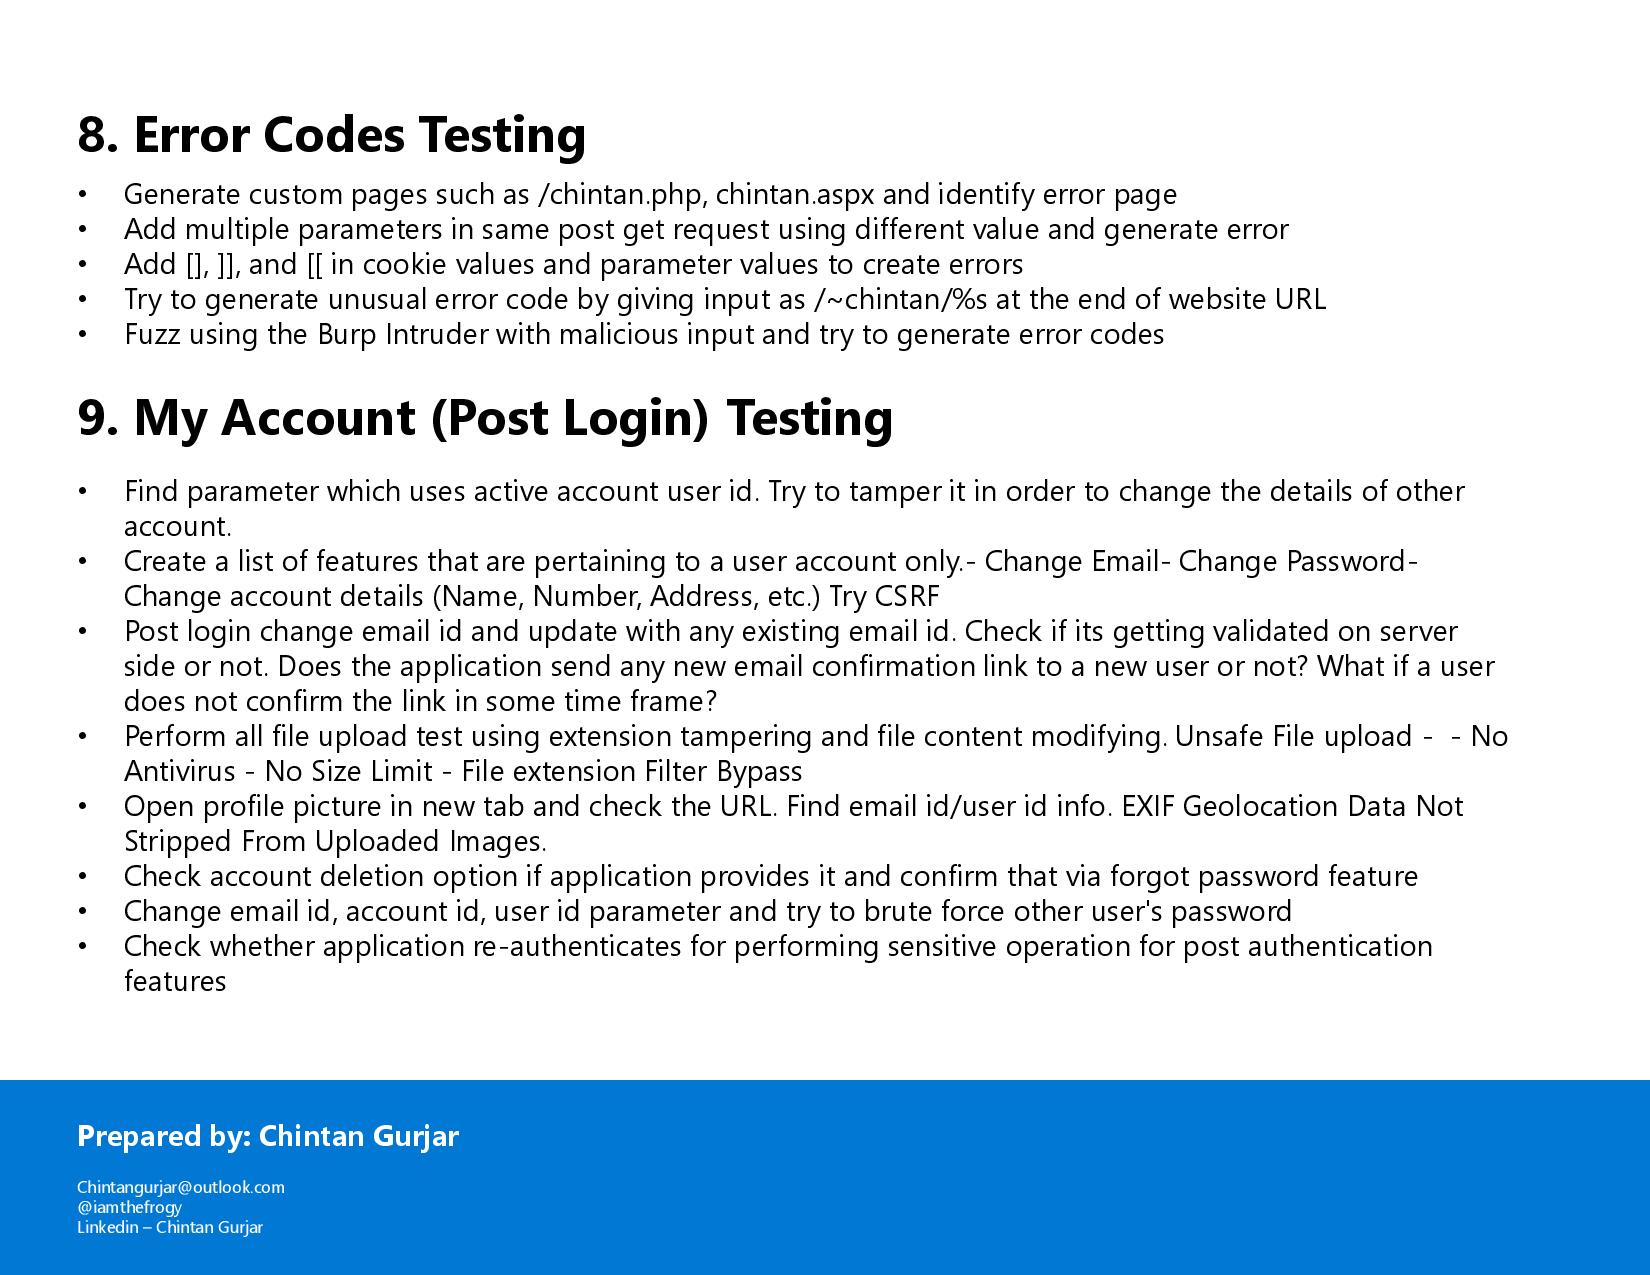 8. Error Codes Testing
• Generate custom pages such as /chintan.php, chintan.aspx and identify error page
• Add multiple parameters in same post get request using different value and generate error
• Add [], ]], and [[ in cookie values and parameter values to create errors
• Try to generate unusual error code by giving input as /~chintan/%s at the end of website URL
• Fuzz using the Burp Intruder with malicious input and try to generate error codes
9. My Account (Post Login) Testing
• Find parameter which uses active account user id. Try to tamper it in order to change the details of other
account.
• Create a list of features that are pertaining to a user account only.- Change Email- Change Password-
Change account details (Name, Number, Address, etc.) Try CSRF
• Post login change email id and update with any existing email id. Check if its getting validated on server
side or not. Does the application send any new email confirmation link to a new user or not? What if a user
does not confirm the link in some time frame?
• Perform all file upload test using extension tampering and file content modifying. Unsafe File upload -  - No
Antivirus - No Size Limit - File extension Filter Bypass
• Open profile picture in new tab and check the URL. Find email id/user id info. EXIF Geolocation Data Not
Stripped From Uploaded Images.
• Check account deletion option if application provides it and confirm that via forgot password feature
• Change email id, account id, user id parameter and try to brute force other user's password
• Check whether application re-authenticates for performing sensitive operation for post authentication
features
Prepared by: Chintan Gurjar
Chintangurjar@outlook.com
@iamthefrogy
Linkedin – Chintan Gurjar